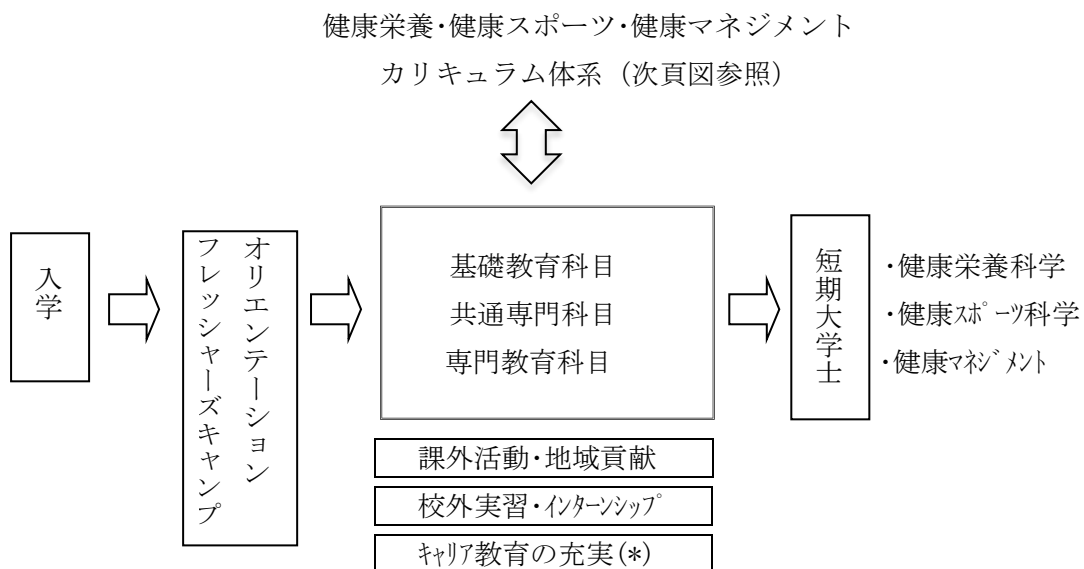 健康栄養・健康スポーツ・健康マネジメント
カリキュラム体系（次頁図参照）
入学
オリエンテーション
フレッシャーズキャンプ
基礎教育科目
共通専門科目
専門教育科目
短期大学士
・健康栄養科学
・健康ｽﾎﾟｰﾂ科学
・健康ﾏﾈｼﾞﾒﾝﾄ
課外活動・地域貢献
校外実習・ｲﾝﾀｰﾝｼｯﾌﾟ
ｷｬﾘｱ教育の充実(*)